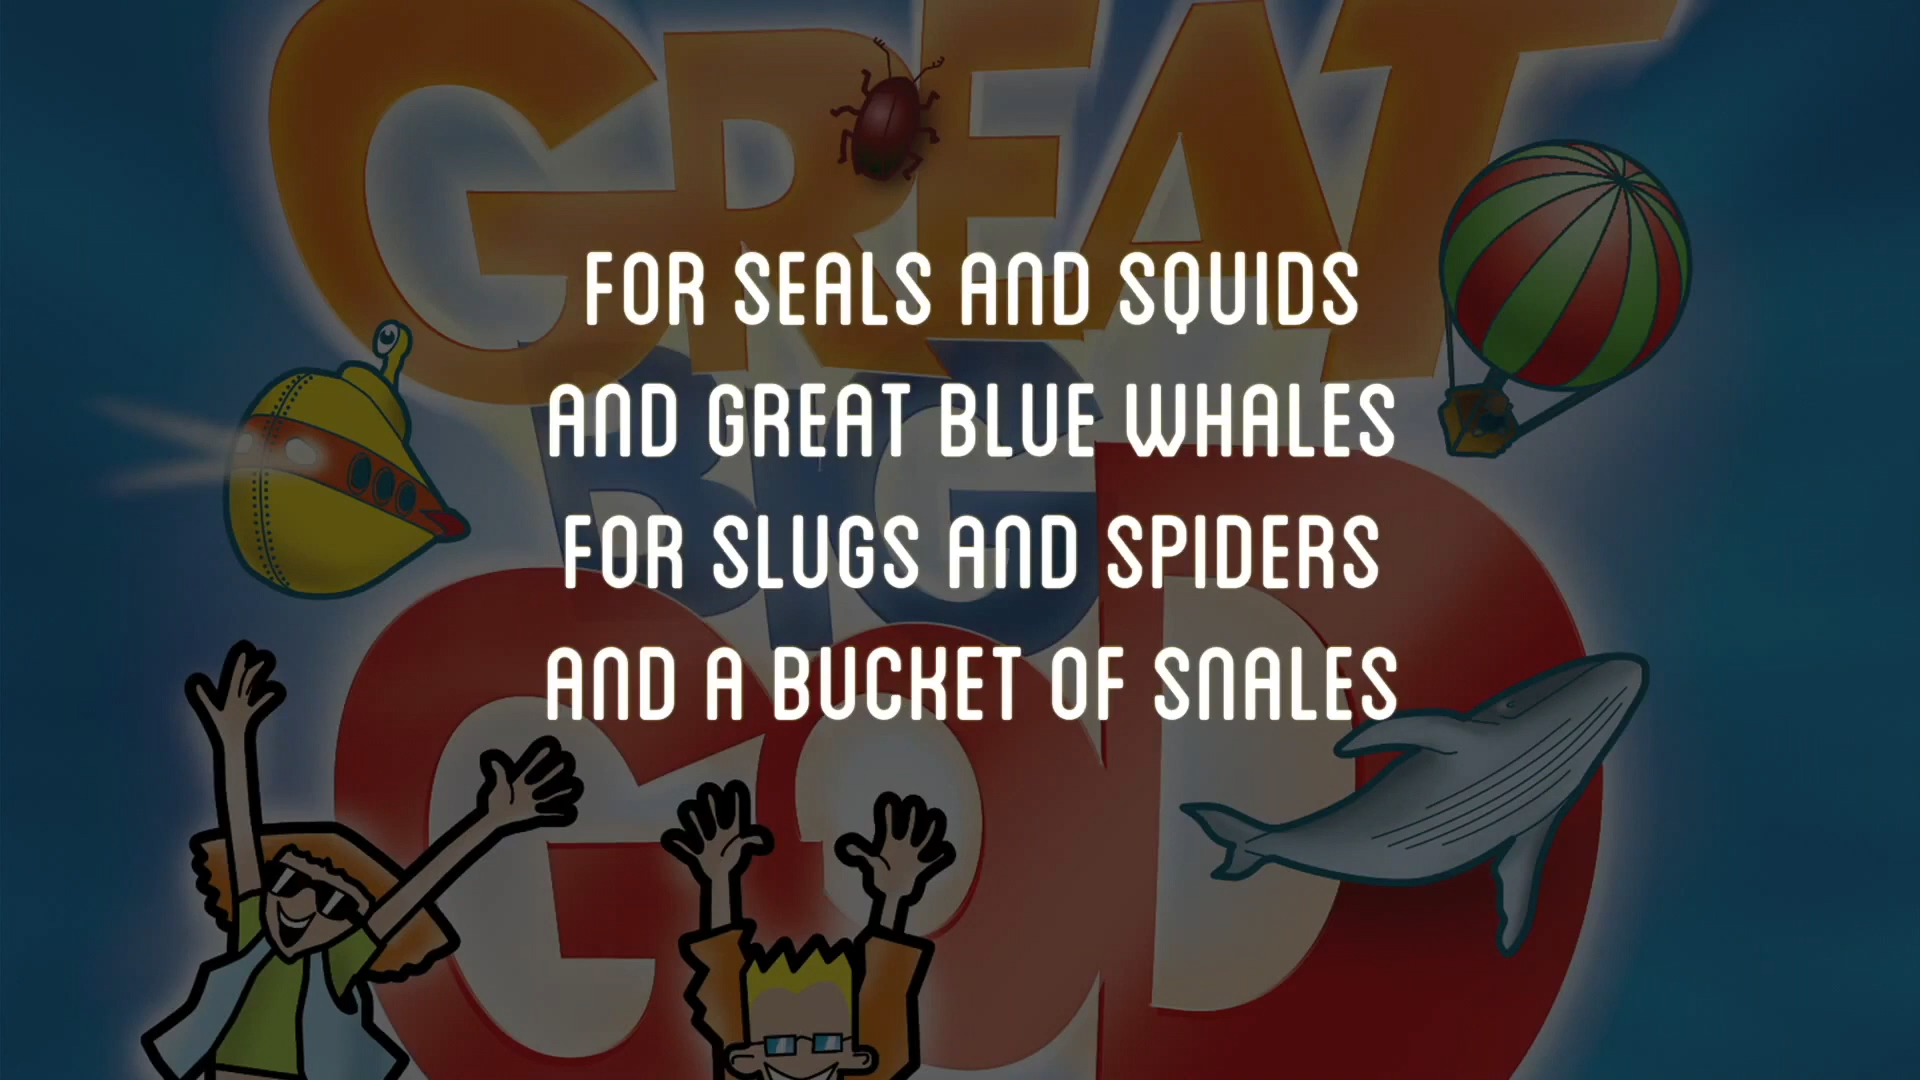 GREAT
BIG
GOD
FOR SEALS AND SQUIDS
AND GREAT BLUE WHALES
FOR SLUGS AND SPIDERS
AND A BUCKET OF SNALES